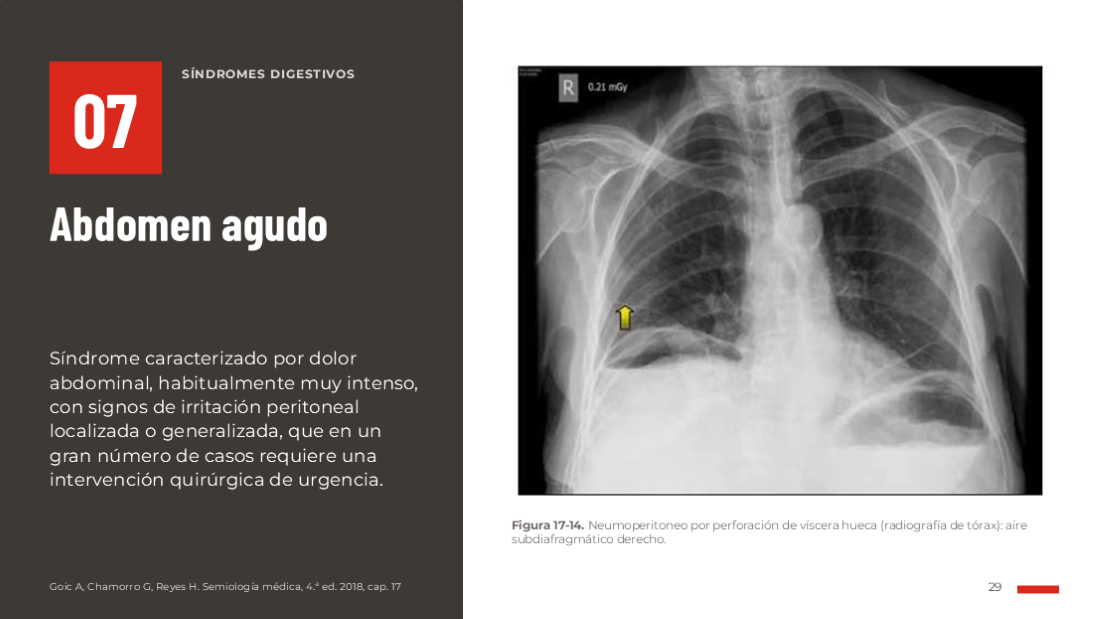 07
SÍNDROMES DIGESTIVOS
Abdomen agudo
Síndrome caracterizado por dolor
abdominal, habitualmente muy intenso,
con signos de irritación peritoneal
localizada o generalizada, que en un
gran número de casos requiere una
intervención quirúrgica de urgencia.
Goic A, Chamorro G, Reyes H. Semiología médica, 4.ª ed. 2018, cap. 17
R 0.21 mGy
Figura 17-14. Neumoperitoneo por perforación de víscera hueca (radiografía de tórax): aire
subdiafragmático derecho.
29